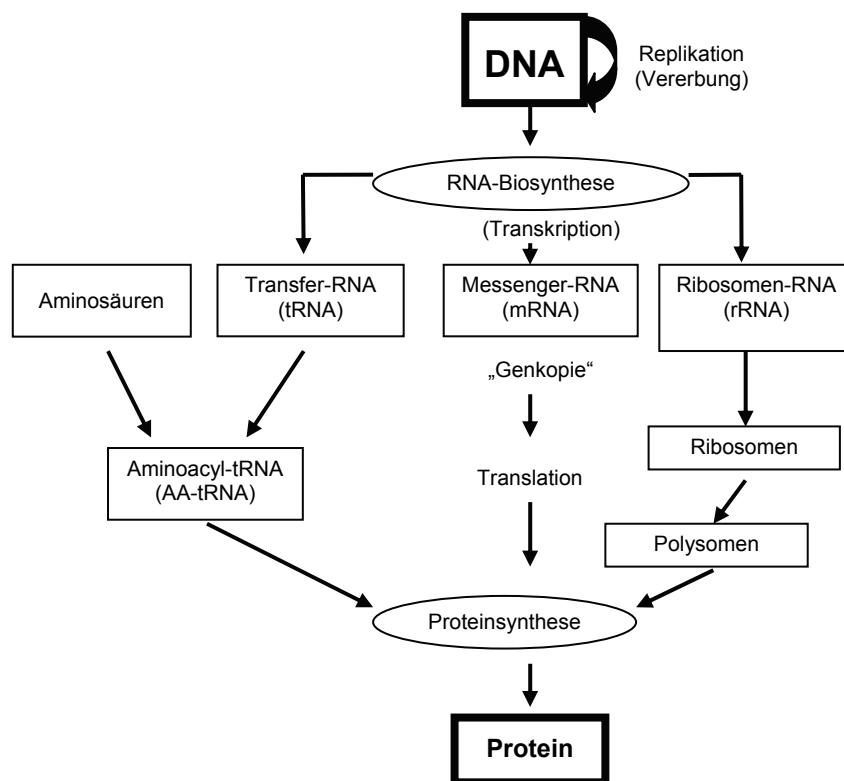 DNA
Replikation
(Vererbung)
RNA-Biosynthese
(Transkription)
Aminosäuren
Transfer-RNA
(tRNA)
Messenger-RNA
(mRNA)
Ribosomen-RNA
(rRNA)
„Genkopie“
Ribosomen
Aminoacyl-tRNA
(AA-tRNA)
Translation
Polysomen
Proteinsynthese
Protein